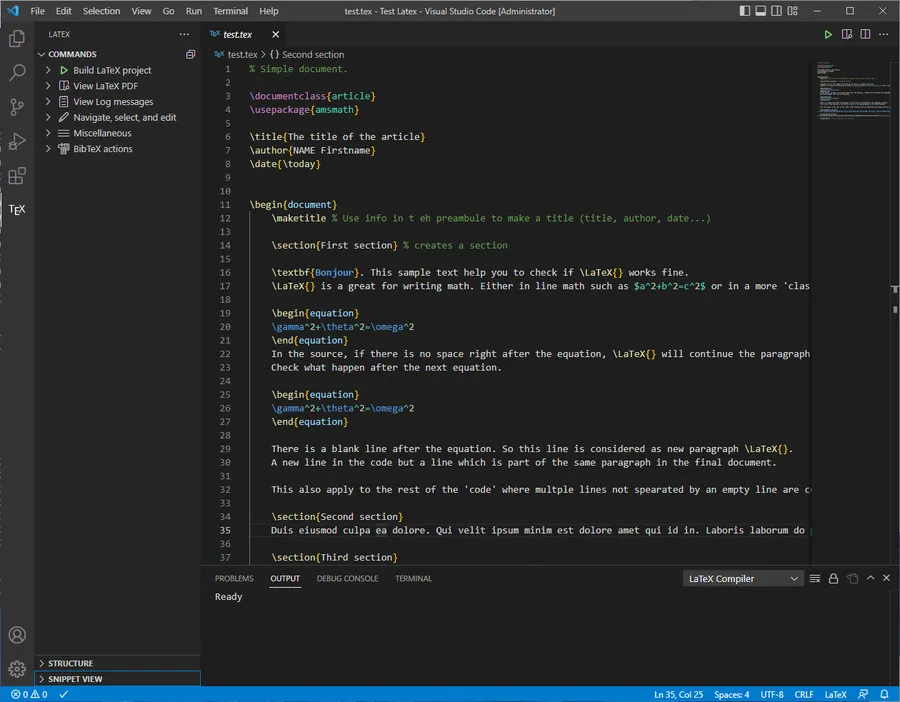 File Edit Selection View Go Run Terminal Help test.tex - Test Latex - Visual Studio Code [Administrator]
LATEX
COMMANDS
Build LaTeX project
View LaTeX PDF
View Log messages
Navigate, select, and edit
Miscellaneous
BibTeX actions
TEX
STRUCTURE
SNIPPET VIEW
TEX test.tex
TEX test.tex > {} Second section
1 % Simple document.
2
3 \documentclass{article}
4 \usepackage{amsmath}
5
6 \title{The title of the article}
7 \author{NAME Firstname}
8 \date{\today}
9
10
11 \begin{document}
12 \maketitle % Use info in t eh preambule to make a title (title, author, date...)
13
14 \section{First section} % creates a section
15
16 \textbf{Bonjour}. This sample text help you to check if \LaTeX{} works fine.
17 \LaTeX{} is a great for writing math. Either in line math such as $a^2+b^2=c^2$ or in a more 'clas
18
19 \begin{equation}
20 \gamma^2+\theta^2=\omega^2
21 \end{equation}
22 In the source, if there is no space right after the equation, \LaTeX{} will continue the paragraph
23 Check what happen after the next equation.
24
25 \begin{equation}
26 \gamma^2+\theta^2=\omega^2
27 \end{equation}
28
29 There is a blank line after the equation. So this line is considered as new paragraph \LaTeX{}.
30 A new line in the code but a line which is part of the same paragraph in the final document.
31
32 This also apply to the rest of the 'code' where multple lines not spearated by an empty line are c
33
34 \section{Second section}
35 Duis eiusmod culpa ea dolore. Qui velit ipsum minim est dolore amet qui id in. Laboris laborum do
36
37 \section{Third section}
PROBLEMS OUTPUT DEBUG CONSOLE TERMINAL LaTeX Compiler
Ready
0 0 Ln 35, Col 25 Spaces: 4 UTF-8 CRLF LaTeX